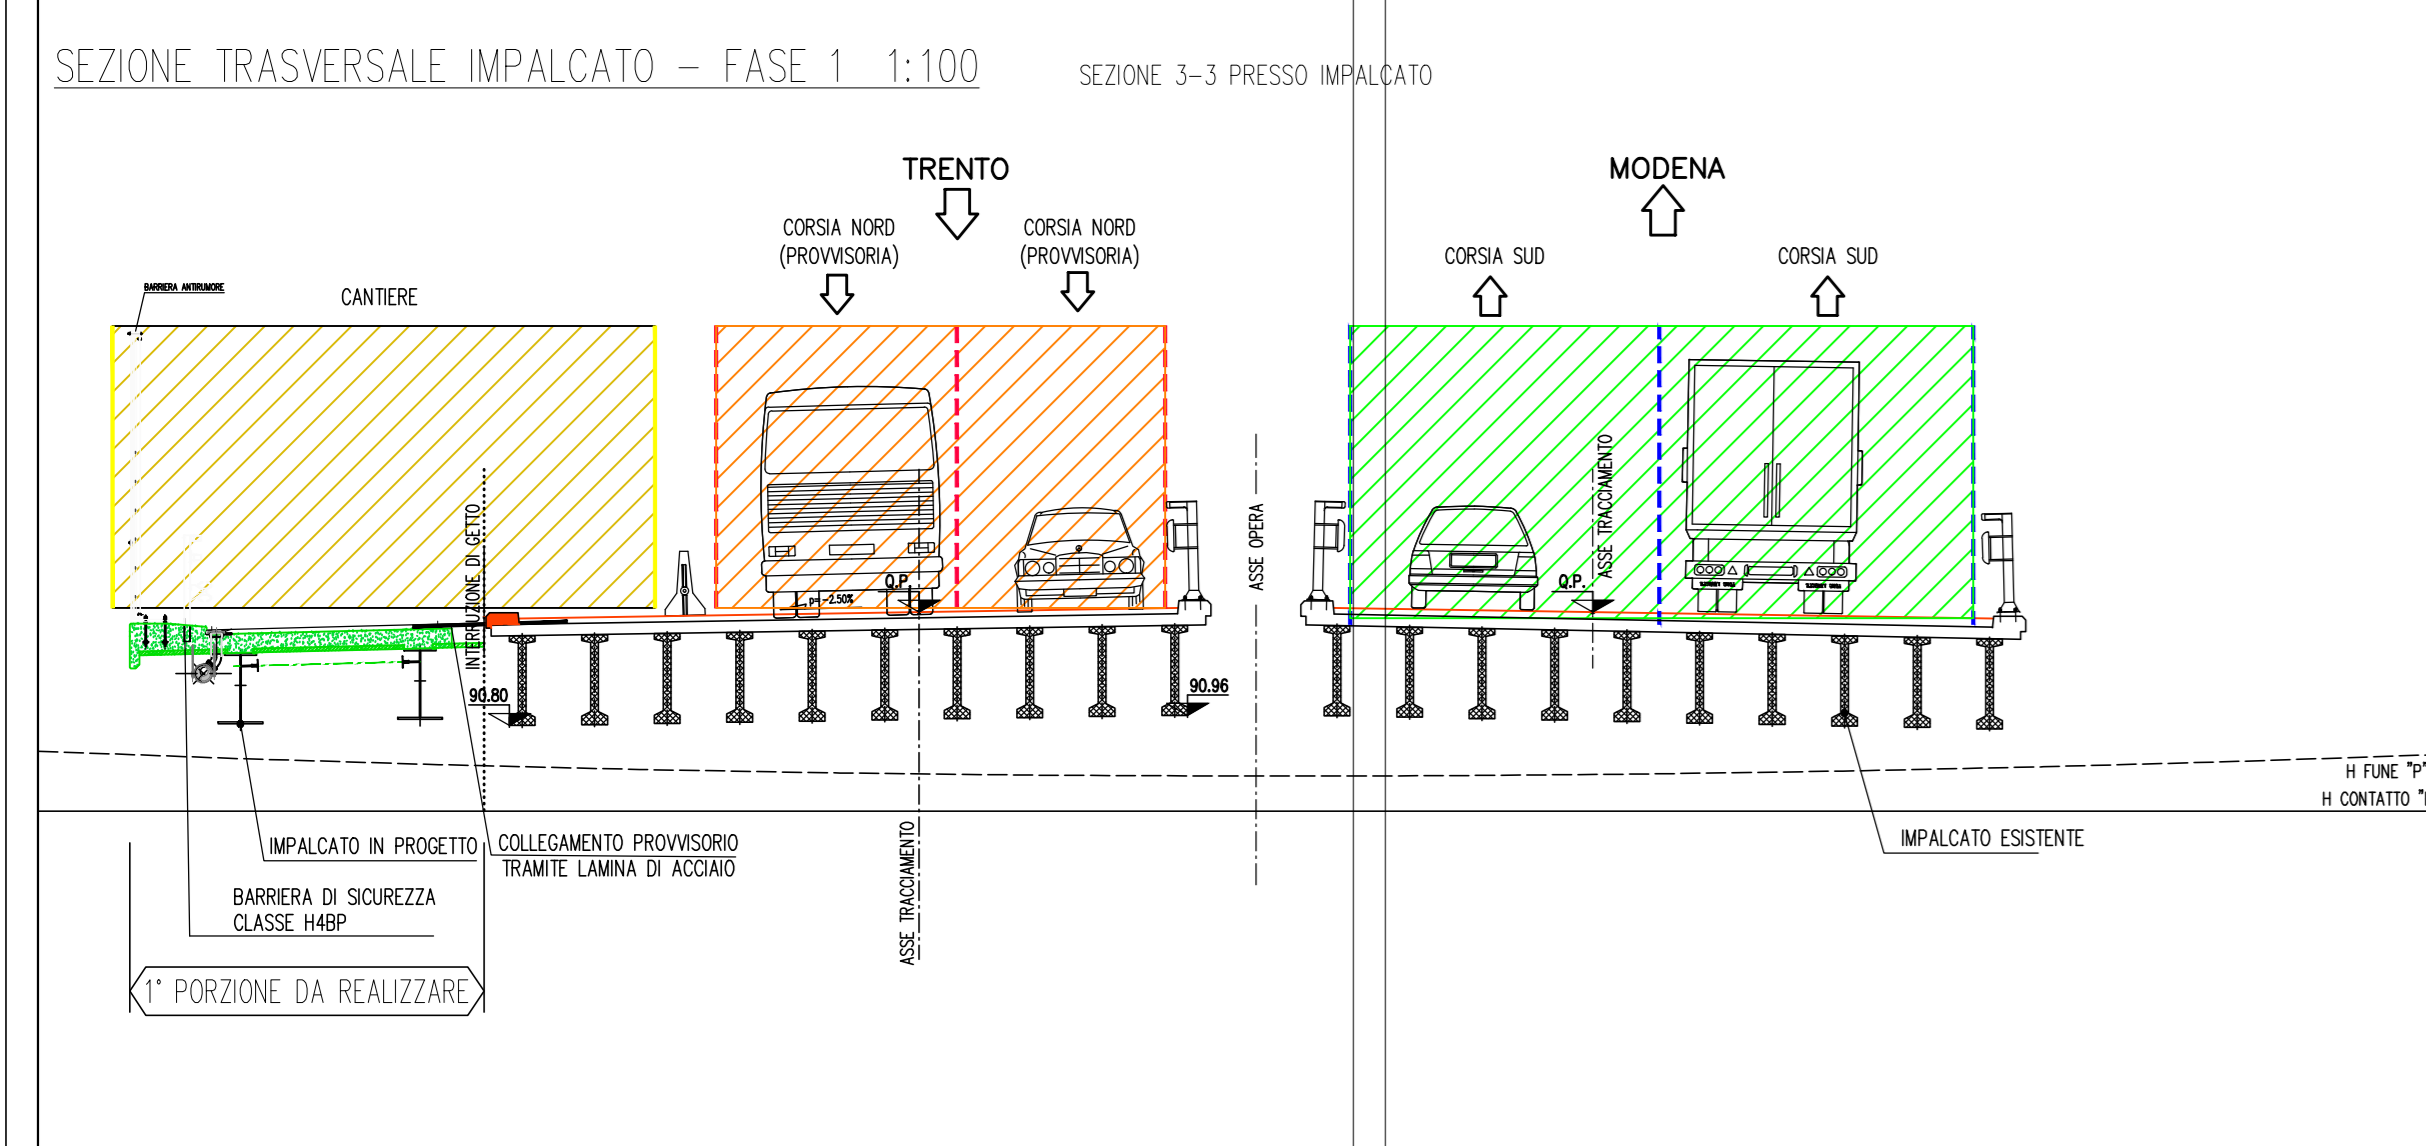 SEZIONE TRASVERSALE IMPALCATO - FASE 1 1:100
SEZIONE 3-3 PRESSO IMPALCATO
TRENTO
MODENA
CORSIA NORD
(PROVVISORIA)
CORSIA NORD
(PROVVISORIA)
CORSIA SUD
CORSIA SUD
BARRIERA ANTIRUMORE
CANTIERE
INTERRUZIONE DI GETTO
ASSE OPERA
ASSE TRACCIAMENTO
Q.P.
p=-2.50%
Q.P.
90.80
90.96
H FUNE "P"
H CONTATTO
IMPALCATO IN PROGETTO
COLLEGAMENTO PROVVISORIO
TRAMITE LAMINA DI ACCIAIO
ASSE TRACCIAMENTO
IMPALCATO ESISTENTE
BARRIERA DI SICUREZZA
CLASSE H4BP
1° PORZIONE DA REALIZZARE